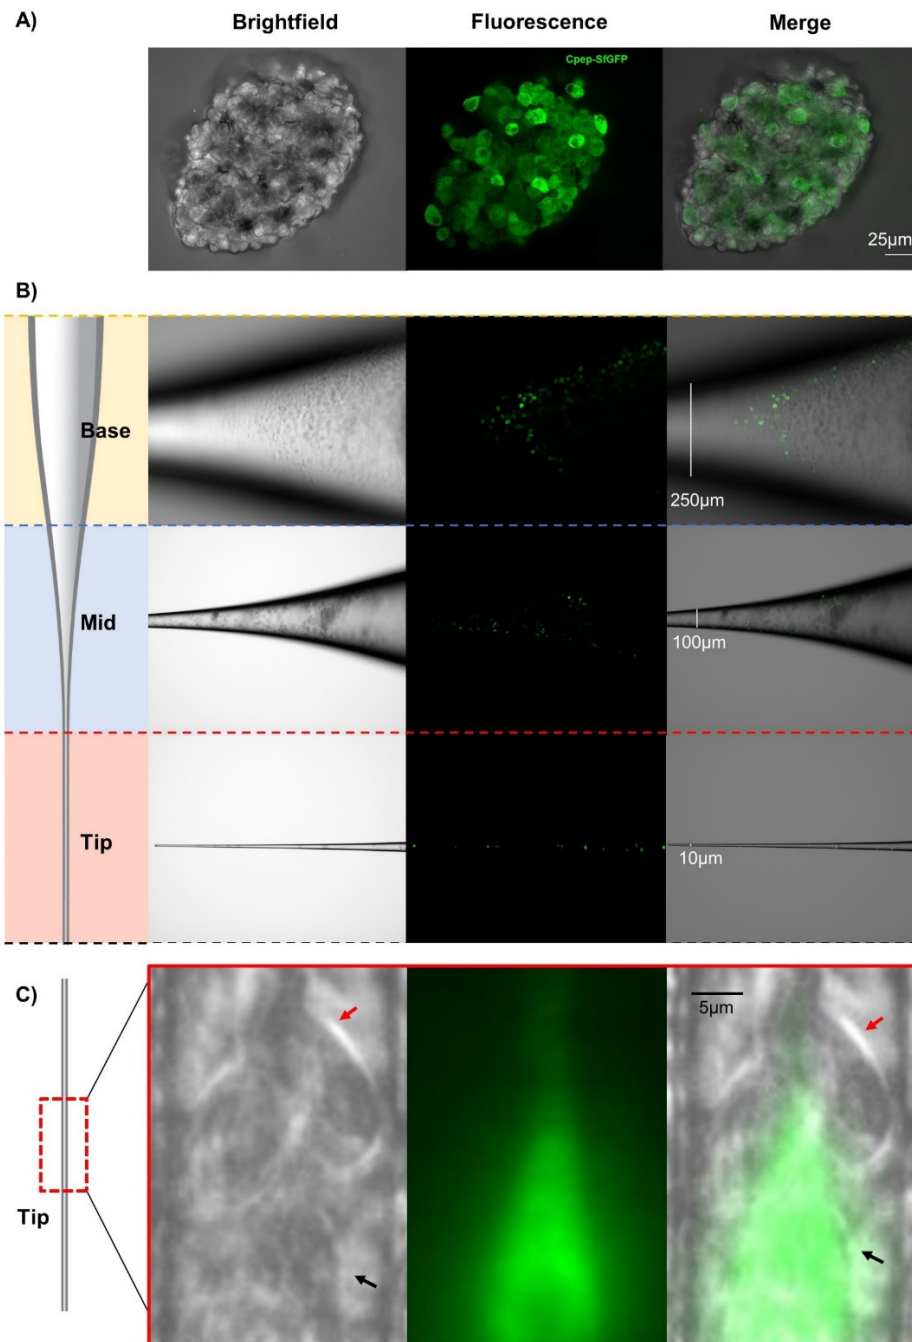 A)
Brightfield
Fluorescence
Merge
Cpep-SfGFP
25µm
B)
Base
250µm
Mid
100µm
Tip
10µm
C)
5µm
Tip